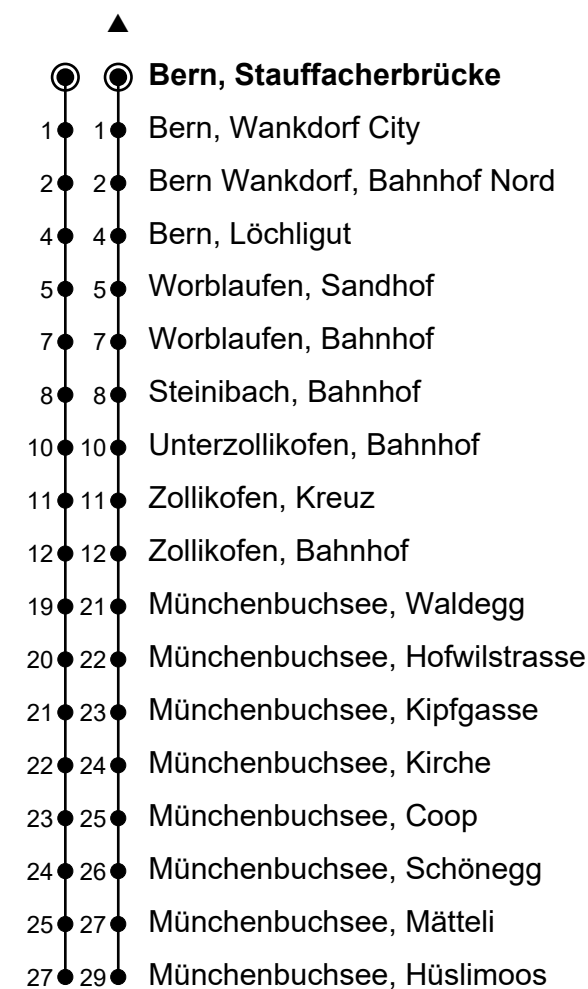 ▲
Bern, Stauffacherbrücke
1 1 Bern, Wankdorf City
2 2 Bern Wankdorf, Bahnhof Nord
4 4 Bern, Löchligut
5 5 Worblaufen, Sandhof
7 7 Worblaufen, Bahnhof
8 8 Steinibach, Bahnhof
10 10 Unterzollikofen, Bahnhof
11 11 Zollikofen, Kreuz
12 12 Zollikofen, Bahnhof
19 21 Münchenbuchsee, Waldegg
20 22 Münchenbuchsee, Hofwilstrasse
21 23 Münchenbuchsee, Kipfgasse
22 24 Münchenbuchsee, Kirche
23 25 Münchenbuchsee, Coop
24 26 Münchenbuchsee, Schönegg
25 27 Münchenbuchsee, Mätteli
27 29 Münchenbuchsee, Hüslimoos